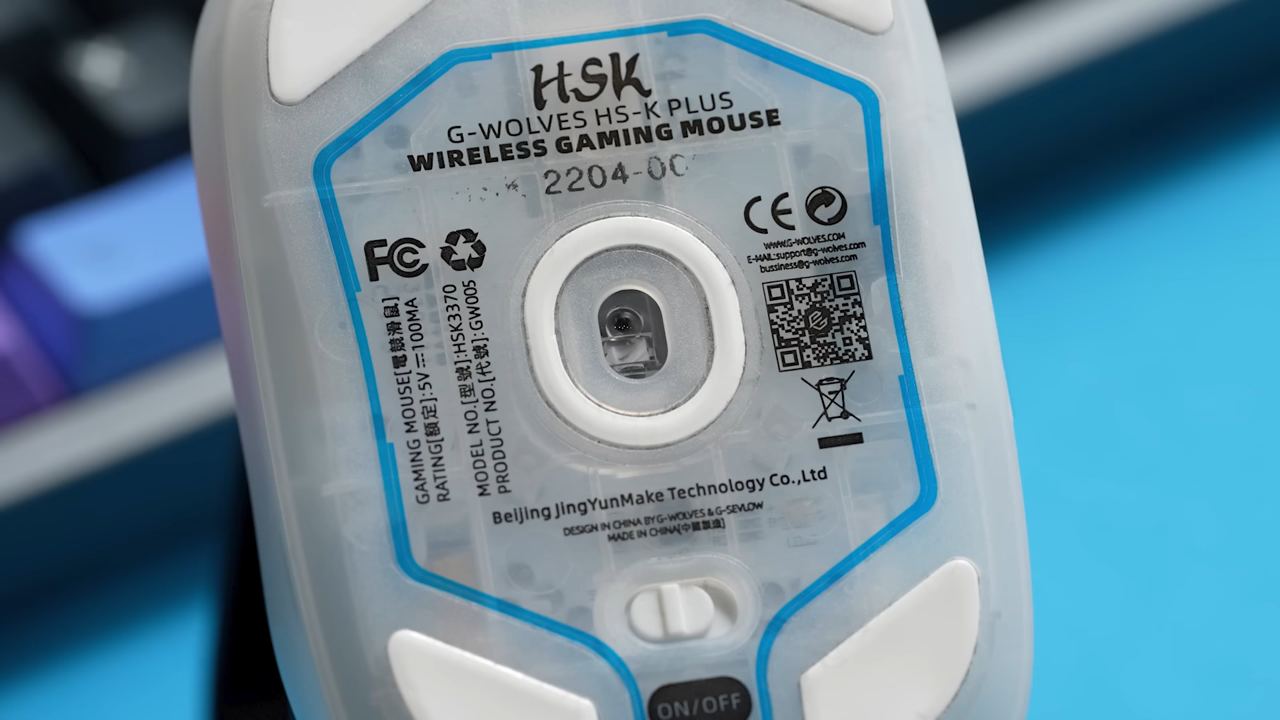 HSK
G-WOLVES HS-K PLUS
WIRELESS GAMING MOUSE
2204-00
FC
CE
WWW.G-WOLVES.COM
E-MAIL:support@g-wolves.com
bussiness@g-wolves.com
GAMING MOUSE[電競滑鼠]
RATING[額定]:5V⎓100MA
MODEL NO.[型號]:HSK3370
PRODUCT NO.[代號]:GW005
Beijing JingYunMake Technology Co.,Ltd
DESIGN IN CHINA BY G-WOLVES & G-SEVLOW
MADE IN CHINA[中國製造]
ON/OFF